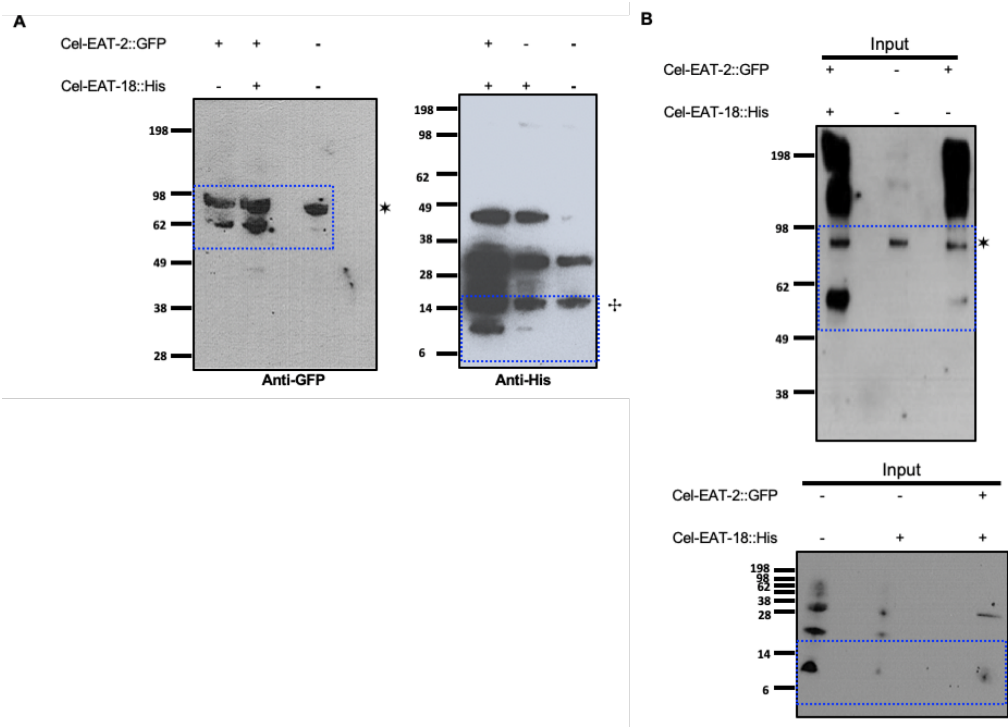 A
Cel-EAT-2::GFP + + -
Cel-EAT-18::His - + -
198
98
62
49
38
28
Anti-GFP
+ - -
+ + -
198
98
62
49
38
28
14
6
Anti-His
B
Input
Cel-EAT-2::GFP + - +
Cel-EAT-18::His + - -
198
98
62
49
38
Input
Cel-EAT-2::GFP - - +
Cel-EAT-18::His - + +
198
98
62
38
28
14
6